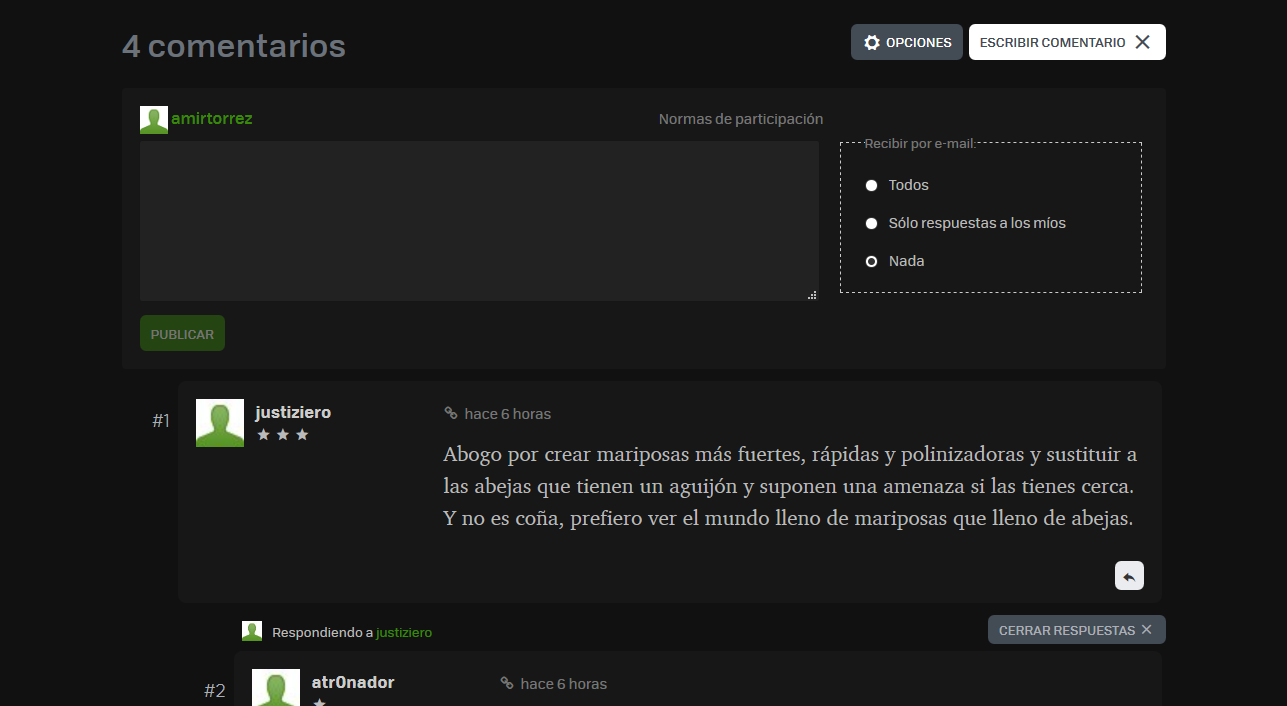 4 comentarios
OPCIONES
ESCRIBIR COMENTARIO
amirtorrez
Normas de participación
Recibir por e-mail:
Todos
Sólo respuestas a los míos
Nada
PUBLICAR
#1
justiziero
hace 6 horas
Abogo por crear mariposas más fuertes, rápidas y polinizadoras y sustituir a
las abejas que tienen un aguijón y suponen una amenaza si las tienes cerca.
Y no es coña, prefiero ver el mundo lleno de mariposas que lleno de abejas.
Respondiendo a justiziero
CERRAR RESPUESTAS
#2
atr0nador
hace 6 horas